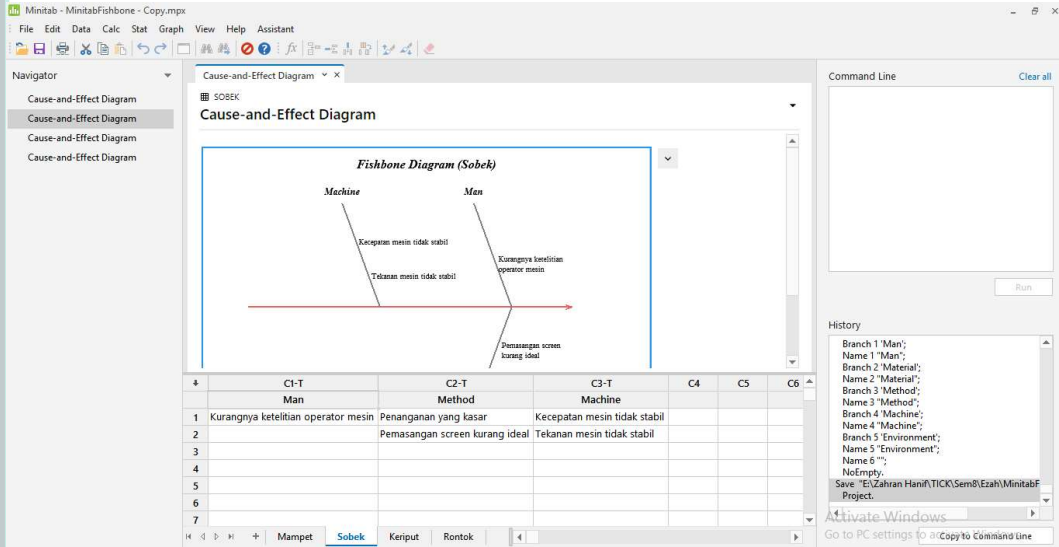 Minitab - MinitabFishbone - Copy.mpx
File Edit Data Calc Stat Graph View Help Assistant
Navigator
Cause-and-Effect Diagram
Cause-and-Effect Diagram
Cause-and-Effect Diagram
Cause-and-Effect Diagram
Cause-and-Effect Diagram
SOBEK
Cause-and-Effect Diagram
Fishbone Diagram (Sobek)
Machine Man
Kecepatan mesin tidak stabil
Tekanan mesin tidak stabil
Kurangnya ketelitian
operator mesin
Pemasangan screen
kurang ideal
C1-T C2-T C3-T C4 C5 C6
Man Method Machine
1 Kurangnya ketelitian operator mesin Penanganan yang kasar Kecepatan mesin tidak stabil
2 Pemasangan screen kurang ideal Tekanan mesin tidak stabil
3
4
5
6
7
Mampet Sobek Keriput Rontok
Command Line Clear all
Run
History
Branch 1 'Man';
Name 1 "Man";
Branch 2 'Material';
Name 2 "Material";
Branch 3 'Method';
Name 3 "Method";
Branch 4 'Machine';
Name 4 "Machine";
Branch 5 'Environment';
Name 5 "Environment";
Name 6 "";
NoEmpty.
Save "E:\Zahran Hanif\TICK\Sem8\Ezah\MinitabF
Project.
Activate Windows
Go to PC settings to
Copy to Command Line